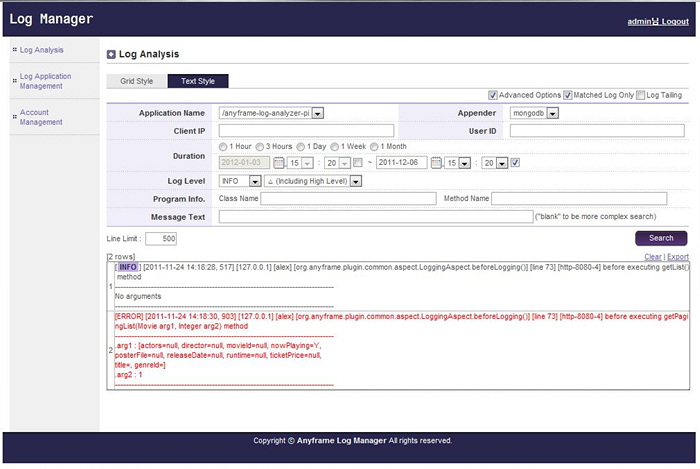 Log Manager
admin Logout
Log Analysis
Log Application Management
Account Management
Log Analysis
Grid Style
Text Style
Advanced Options Matched Log Only Log Tailing
Application Name /anyframe-log-analyzer-pi Appender mongodb
Client IP User ID
Duration 1 Hour 3 Hours 1 Day 1 Week 1 Month
2012-01-03 15 : 20 ~ 2011-12-06 15 : 20
Log Level INFO △ (Including High Level)
Program Info. Class Name Method Name
Message Text ("blank" to be more complex search)
Line Limit : 500 Search
[2 rows] Clear | Export
1
[ INFO ] [2011-11-24 14:18:28, 517] [127.0.0.1] [alex] [org.anyframe.plugin.common.aspect.LoggingAspect.beforeLogging()] [line 73] [http-8080-4] before executing getList()
method
No arguments
2
[ERROR] [2011-11-24 14:18:30, 903] [127.0.0.1] [alex] [org.anyframe.plugin.common.aspect.LoggingAspect.beforeLogging()] [line 73] [http-8080-4] before executing getPagi
ngList(Movie arg1, Integer arg2) method
.arg1 : [actors=null, director=null, movieId=null, nowPlaying=Y,
posterFile=null, releaseDate=null, runtime=null, ticketPrice=null,
title=, genreId=]
.arg2 : 1
Copyright © Anyframe Log Manager All rights reserved.